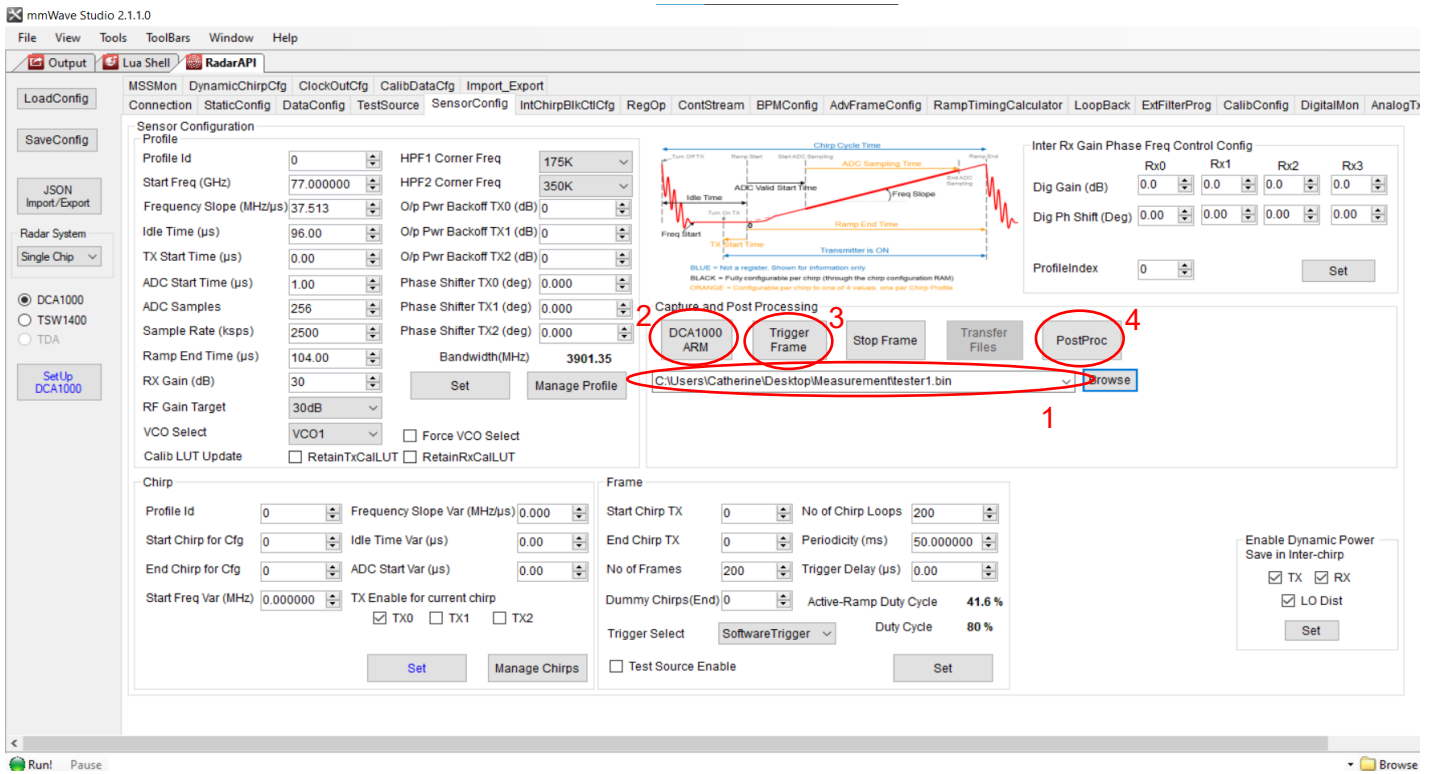 mmWave Studio 2.1.1.0
File View Tools ToolBars Window Help
Output Lua Shell RadarAPI
MSSMon DynamicChirpCfg ClockOutCfg CalibDataCfg Import_Export
Connection StaticConfig DataConfig TestSource SensorConfig IntChirpBlkCtlCfg RegOp ContStream BPMConfig AdvFrameConfig RampTimingCalculator LoopBack ExtFilterProg CalibConfig DigitalMon AnalogTx
LoadConfig
SaveConfig
JSON
Import/Export
Radar System
Single Chip
DCA1000
TSW1400
TDA
SetUp
DCA1000
Sensor Configuration
Profile
Profile Id 0 HPF1 Corner Freq 175K
Start Freq (GHz) 77.000000 HPF2 Corner Freq 350K
Frequency Slope (MHz/µs) 37.513 O/p Pwr Backoff TX0 (dB) 0
Idle Time (µs) 96.00 O/p Pwr Backoff TX1 (dB) 0
TX Start Time (µs) 0.00 O/p Pwr Backoff TX2 (dB) 0
ADC Start Time (µs) 1.00 Phase Shifter TX0 (deg) 0.000
ADC Samples 256 Phase Shifter TX1 (deg) 0.000
Sample Rate (ksps) 2500 Phase Shifter TX2 (deg) 0.000
Ramp End Time (µs) 104.00 Bandwidth(MHz) 3901.35
RX Gain (dB) 30 Set Manage Profile
RF Gain Target 30dB
VCO Select VCO1 Force VCO Select
Calib LUT Update RetainTxCalLUT RetainRxCalLUT
Chirp Cycle Time
Turn Off TX Ramp Start Start ADC Sampling Ramp End
ADC Sampling Time
End ADC
Sampling
ADC Valid Start Time
Freq Slope
Idle Time
Turn On TX
0
Ramp End Time
Freq Start
TX Start Time
Transmitter is ON
BLUE = Not a register. Shown for information only
BLACK = Fully configurable per chirp (through the chirp configuration RAM)
ORANGE = Configurable per chirp to one of 4 values, one per Chirp Profile
Inter Rx Gain Phase Freq Control Config
Rx0 Rx1 Rx2 Rx3
Dig Gain (dB) 0.0 0.0 0.0 0.0
Dig Ph Shift (Deg) 0.00 0.00 0.00 0.00
ProfileIndex 0 Set
Capture and Post Processing
2 3 4
DCA1000
ARM
Trigger
Frame
Stop Frame
Transfer
Files
PostProc
C:\Users\Catherine\Desktop\Measurement\tester1.bin Browse
1
Chirp
Profile Id 0 Frequency Slope Var (MHz/µs) 0.000
Start Chirp for Cfg 0 Idle Time Var (µs) 0.00
End Chirp for Cfg 0 ADC Start Var (µs) 0.00
Start Freq Var (MHz) 0.000000 TX Enable for current chirp
TX0 TX1 TX2
Set Manage Chirps
Frame
Start Chirp TX 0 No of Chirp Loops 200
End Chirp TX 0 Periodicity (ms) 50.000000
No of Frames 200 Trigger Delay (µs) 0.00
Dummy Chirps(End) 0 Active-Ramp Duty Cycle 41.6 %
Trigger Select SoftwareTrigger Duty Cycle 80 %
Test Source Enable Set
Enable Dynamic Power
Save in Inter-chirp
TX RX
LO Dist
Set
Run! Pause Browse